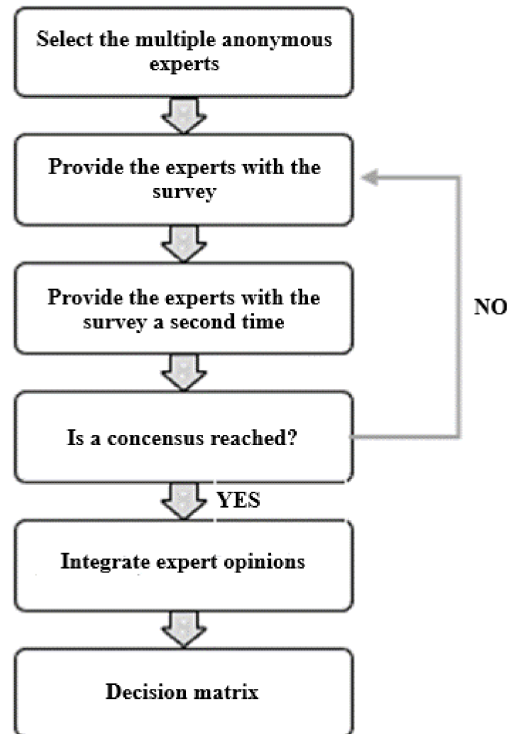 Select the multiple anonymous
experts
Provide the experts with the
survey
Provide the experts with the
survey a second time
NO
Is a concensus reached?
YES
Integrate expert opinions
Decision matrix